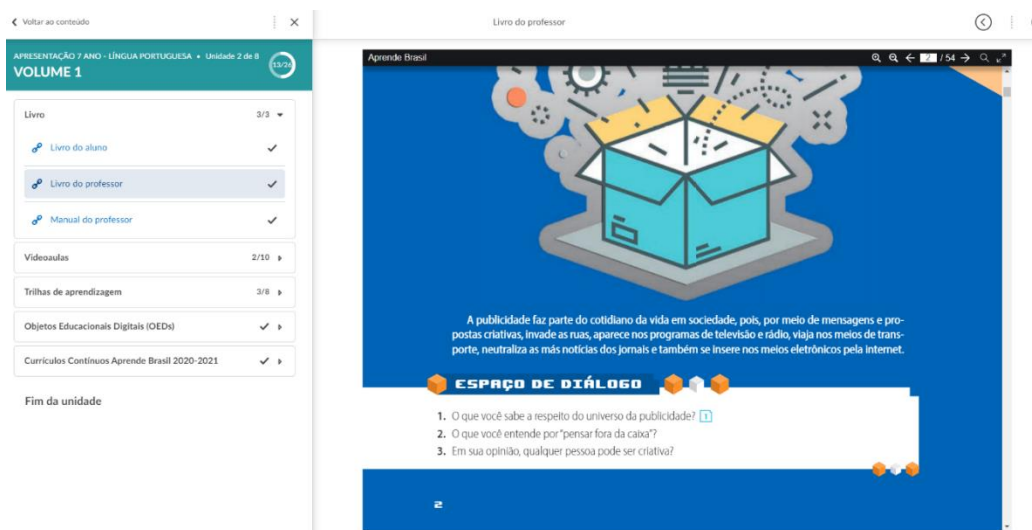 Voltar ao conteúdo
APRESENTAÇÃO 7 ANO - LÍNGUA PORTUGUESA • Unidade 2 de 8
VOLUME 1
13/26
Livro 3/3
Livro do aluno
Livro do professor
Manual do professor
Videoaulas 2/10
Trilhas de aprendizagem 3/8
Objetos Educacionais Digitais (OEDs)
Currículos Contínuos Aprende Brasil 2020-2021
Fim da unidade
Livro do professor
Aprende Brasil 2 / 54
A publicidade faz parte do cotidiano da vida em sociedade, pois, por meio de mensagens e pro-
postas criativas, invade as ruas, aparece nos programas de televisão e rádio, viaja nos meios de trans-
porte, neutraliza as más notícias dos jornais e também se insere nos meios eletrônicos pela internet.
ESPAÇO DE DIÁLOGO
1. O que você sabe a respeito do universo da publicidade? 1
2. O que você entende por "pensar fora da caixa"?
3. Em sua opinião, qualquer pessoa pode ser criativa?
2